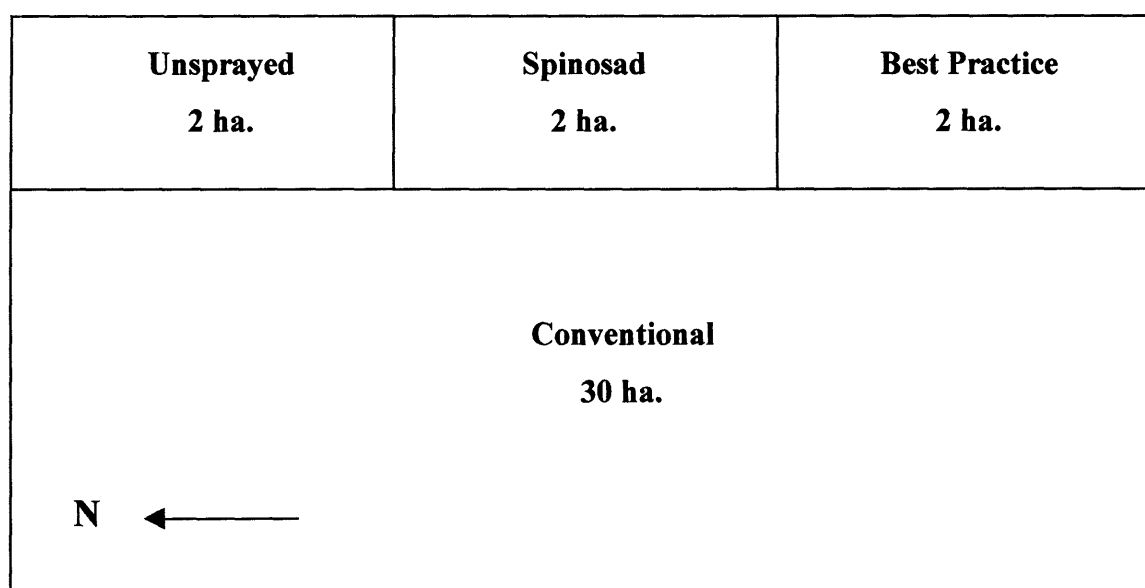 Unsprayed
2 ha.
Spinosad
2 ha.
Best Practice
2 ha.
Conventional
30 ha.
N